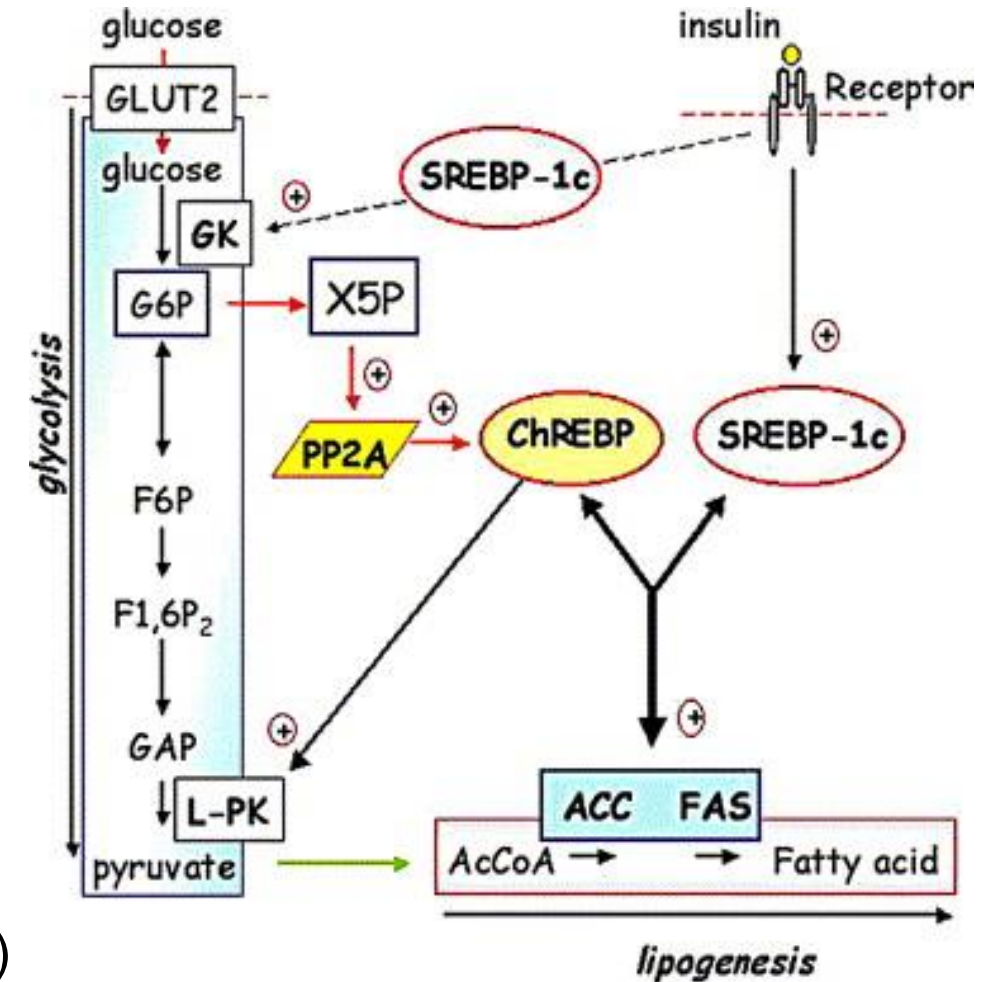 glucose
insulin
GLUT2
Receptor
glucose
SREBP-1c
+
GK
G6P
X5P
+
+
+
glycolysis
PP2A
ChREBP
SREBP-1c
F6P
F1,6P₂
+
+
GAP
L-PK
ACC FAS
pyruvate
AcCoA
Fatty acid
lipogenesis
)